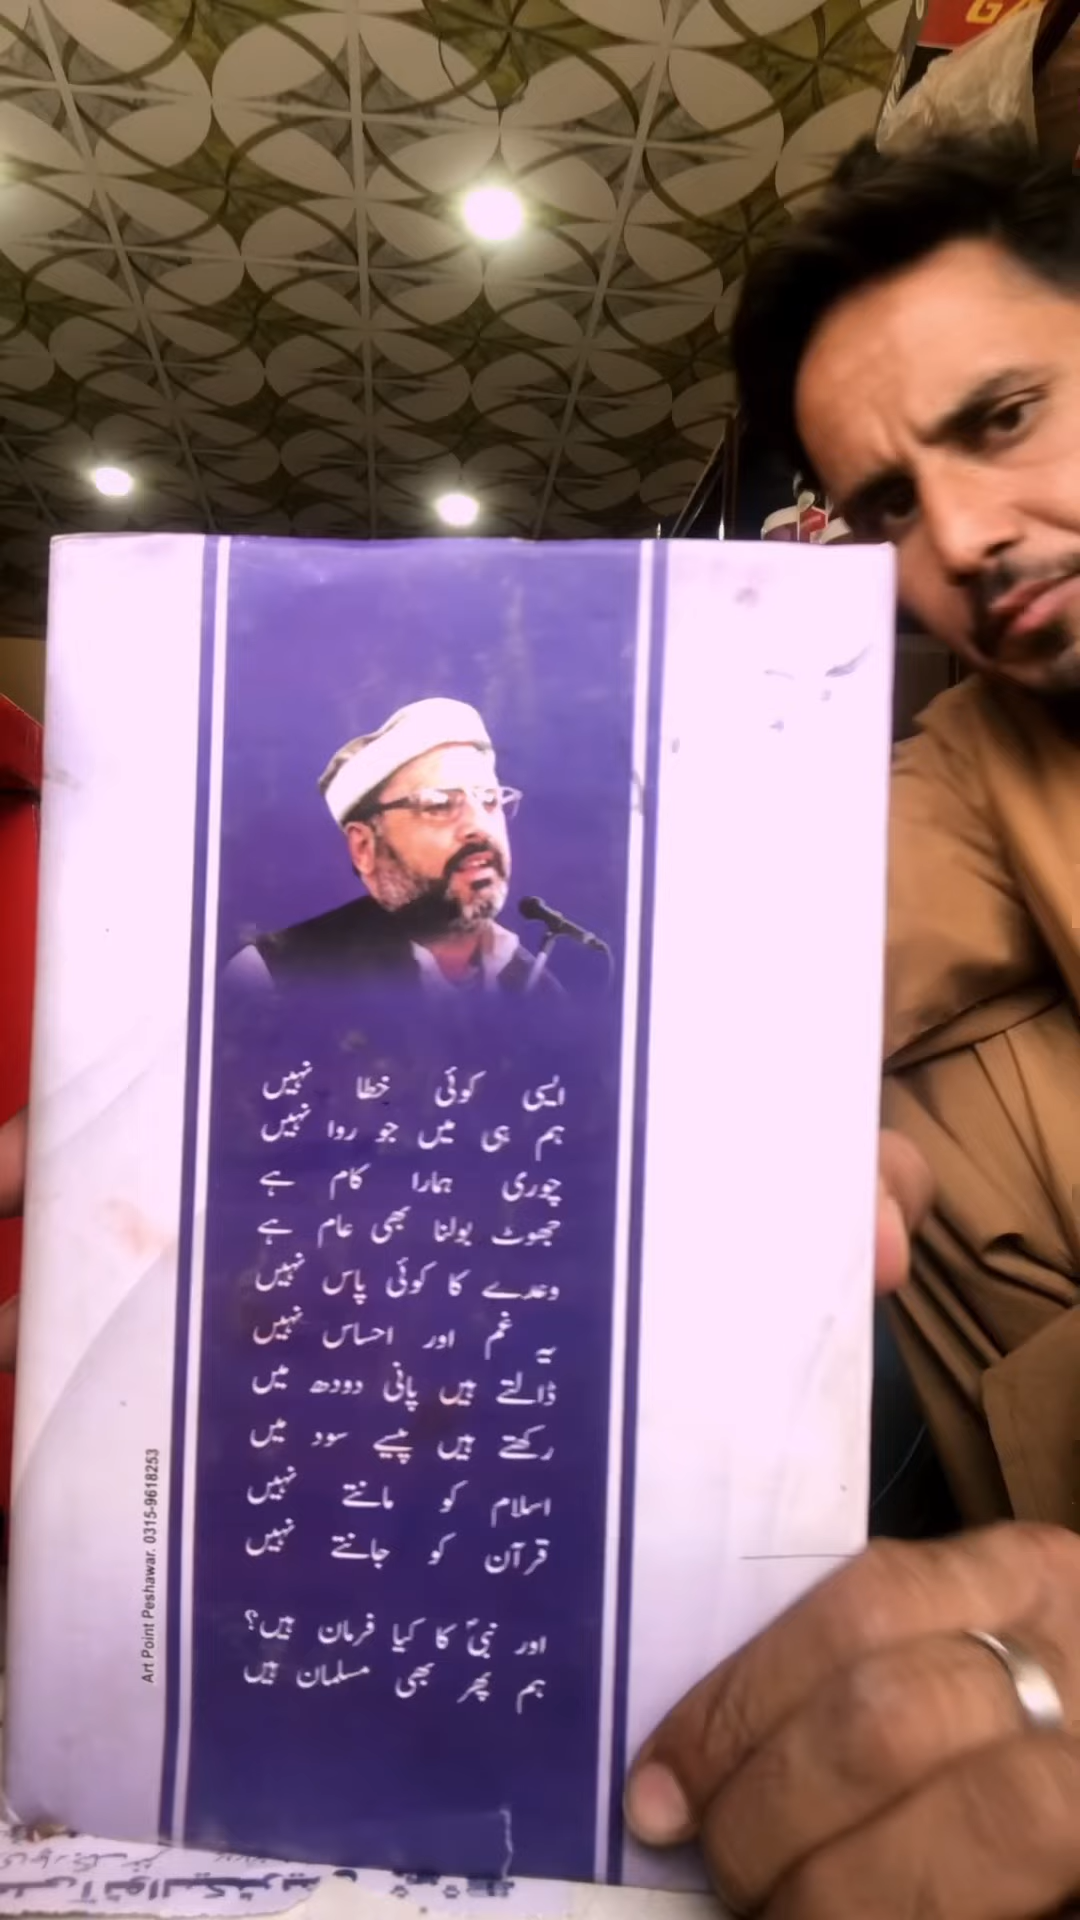 ایسی کوئی خطا نہیں
ہم ہی میں جو روا نہیں
چوری ہمارا کام ہے
جھوٹ بولنا بھی عام ہے
وعدے کا کوئی پاس نہیں
یہ غم اور احساس نہیں
ڈالتے ہیں پانی دودھ میں
رکھتے ہیں پیسے سود میں
اسلام کو مانتے نہیں
قرآن کو جانتے نہیں
اور نبیؐ کا کیا فرمان ہیں؟
ہم پھر بھی مسلمان ہیں
Art Point Peshawar. 0315-9618253